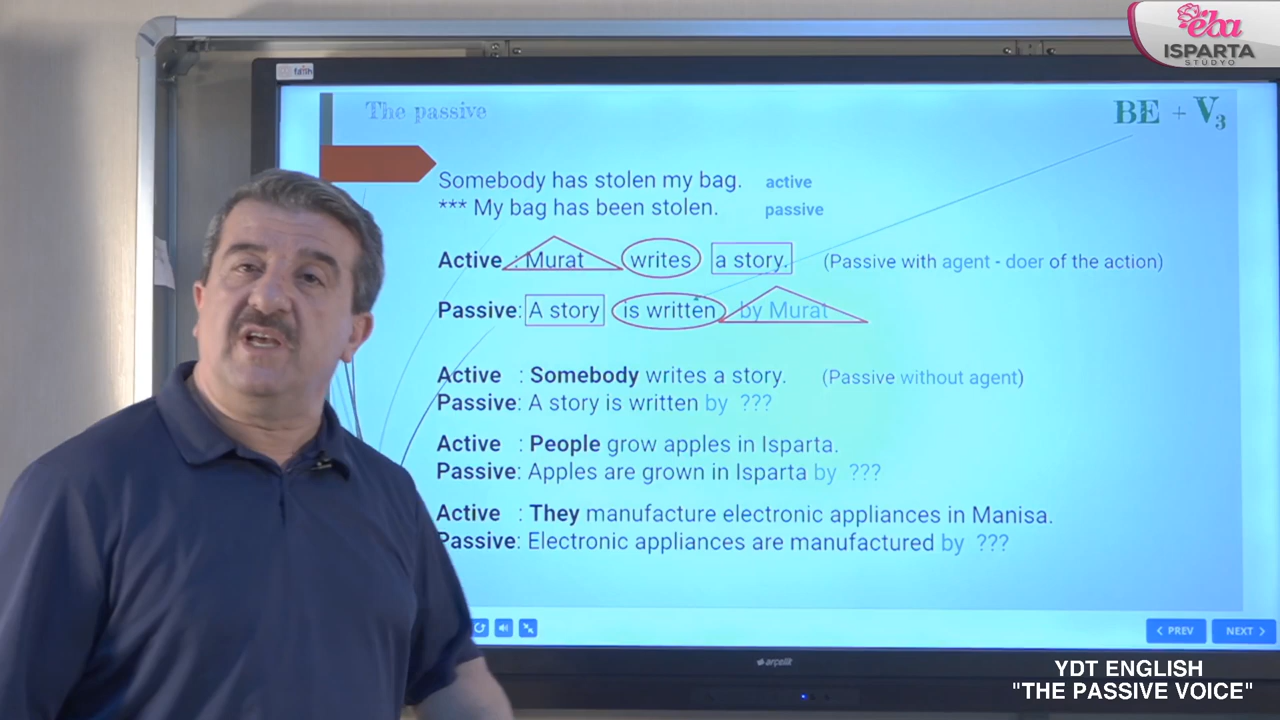 eba
ISPARTA
STÜDYO
fatih
The passive
BE + V3
Somebody has stolen my bag. active
*** My bag has been stolen. passive
Active : Murat writes a story. (Passive with agent - doer of the action)
Passive: A story is written by Murat
Active : Somebody writes a story. (Passive without agent)
Passive: A story is written by ???
Active : People grow apples in Isparta.
Passive: Apples are grown in Isparta by ???
Active : They manufacture electronic appliances in Manisa.
Passive: Electronic appliances are manufactured by ???
< PREV NEXT >
arçelik
YDT ENGLISH
"THE PASSIVE VOICE"